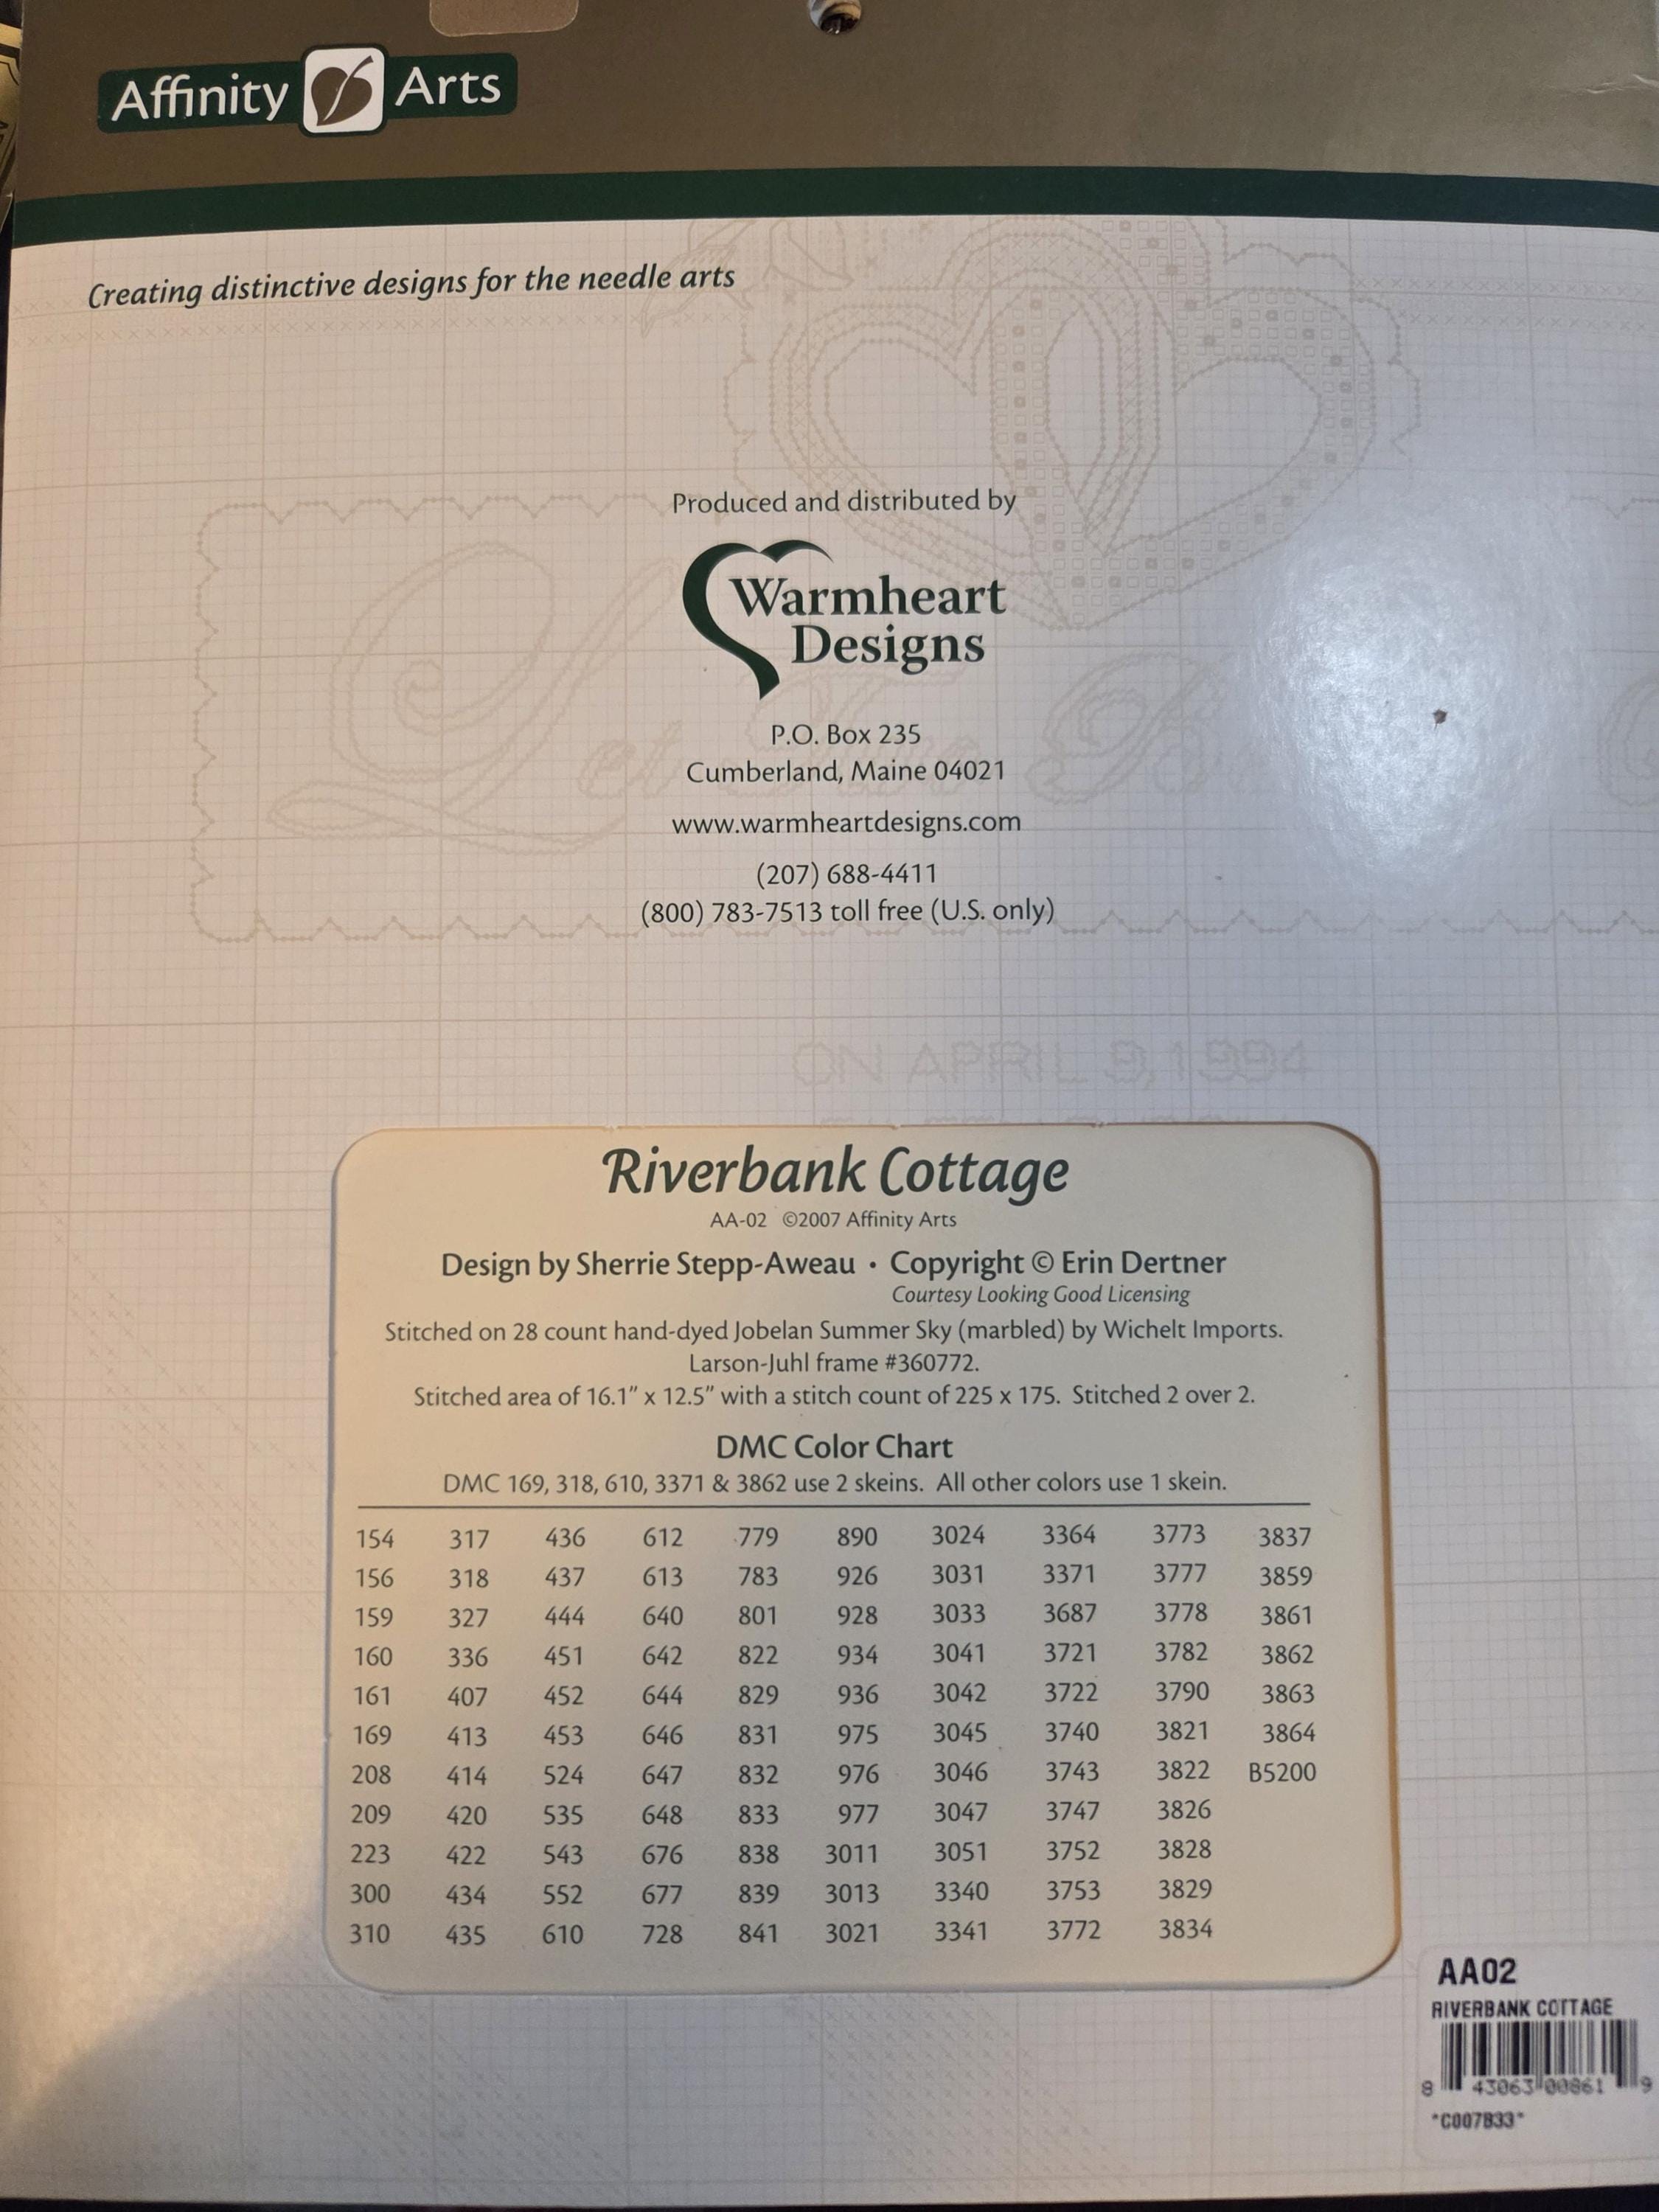 Affinity Arts
Creating distinctive designs for the needle arts
Produced and distributed by
Warmheart
Designs
P.O. Box 235
Cumberland, Maine 04021
www.warmheartdesigns.com
(207) 688-4411
(800) 783-7513 toll free (U.S. only)
ON APRIL 9, 1994
Riverbank Cottage
AA-02 ©2007 Affinity Arts
Design by Sherrie Stepp-Aweau • Copyright © Erin Dertner
Courtesy Looking Good Licensing
Stitched on 28 count hand-dyed Jobelan Summer Sky (marbled) by Wichelt Imports.
Larson-Juhl frame #360772.
Stitched area of 16.1” x 12.5” with a stitch count of 225 x 175. Stitched 2 over 2.
DMC Color Chart
DMC 169, 318, 610, 3371 & 3862 use 2 skeins. All other colors use 1 skein.
154 317 436 612 779 890 3024 3364 3773 3837
156 318 437 613 783 926 3031 3371 3777 3859
159 327 444 640 801 928 3033 3687 3778 3861
160 336 451 642 822 934 3041 3721 3782 3862
161 407 452 644 829 936 3042 3722 3790 3863
169 413 453 646 831 975 3045 3740 3821 3864
208 414 524 647 832 976 3046 3743 3822 B5200
209 420 535 648 833 977 3047 3747 3826
223 422 543 676 838 3011 3051 3752 3828
300 434 552 677 839 3013 3340 3753 3829
310 435 610 728 841 3021 3341 3772 3834
AA02
RIVERBANK COTTAGE
8 43063 00861 9
*C007B33*